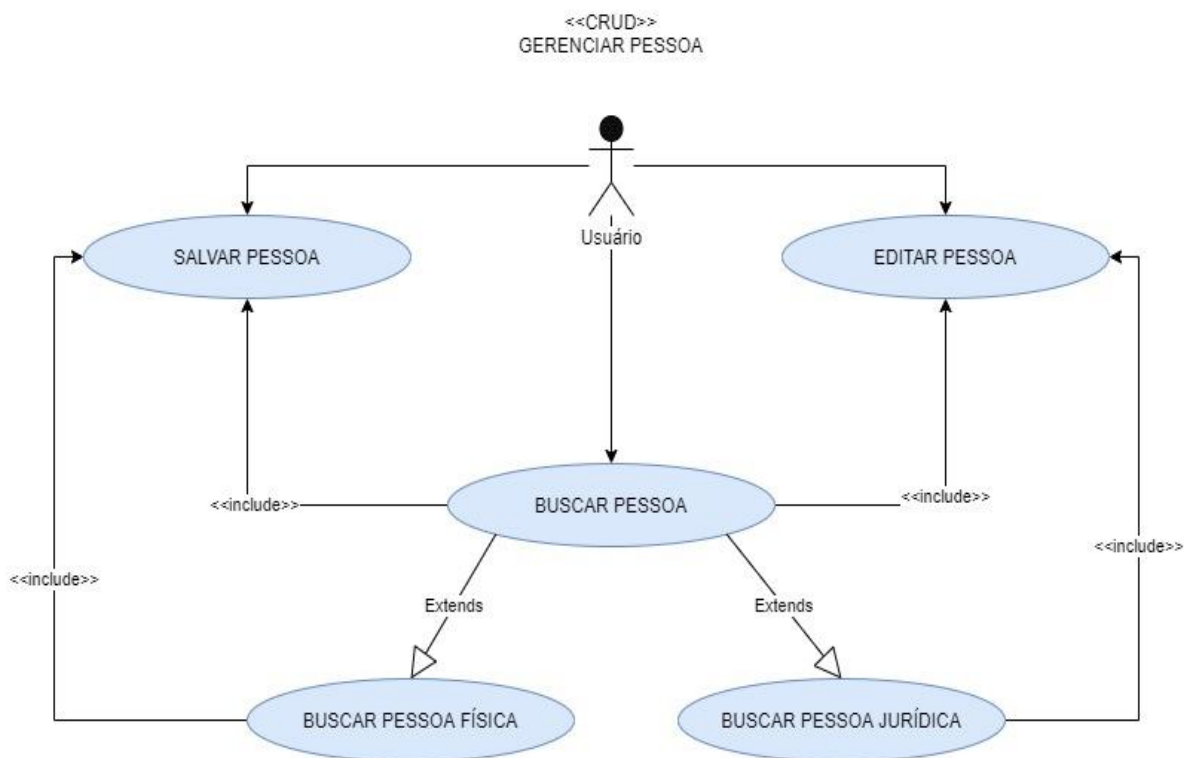 <<CRUD>>
GERENCIAR PESSOA
Usuário
SALVAR PESSOA
EDITAR PESSOA
BUSCAR PESSOA
<<include>>
<<include>>
<<include>>
<<include>>
Extends
Extends
BUSCAR PESSOA FÍSICA
BUSCAR PESSOA JURÍDICA